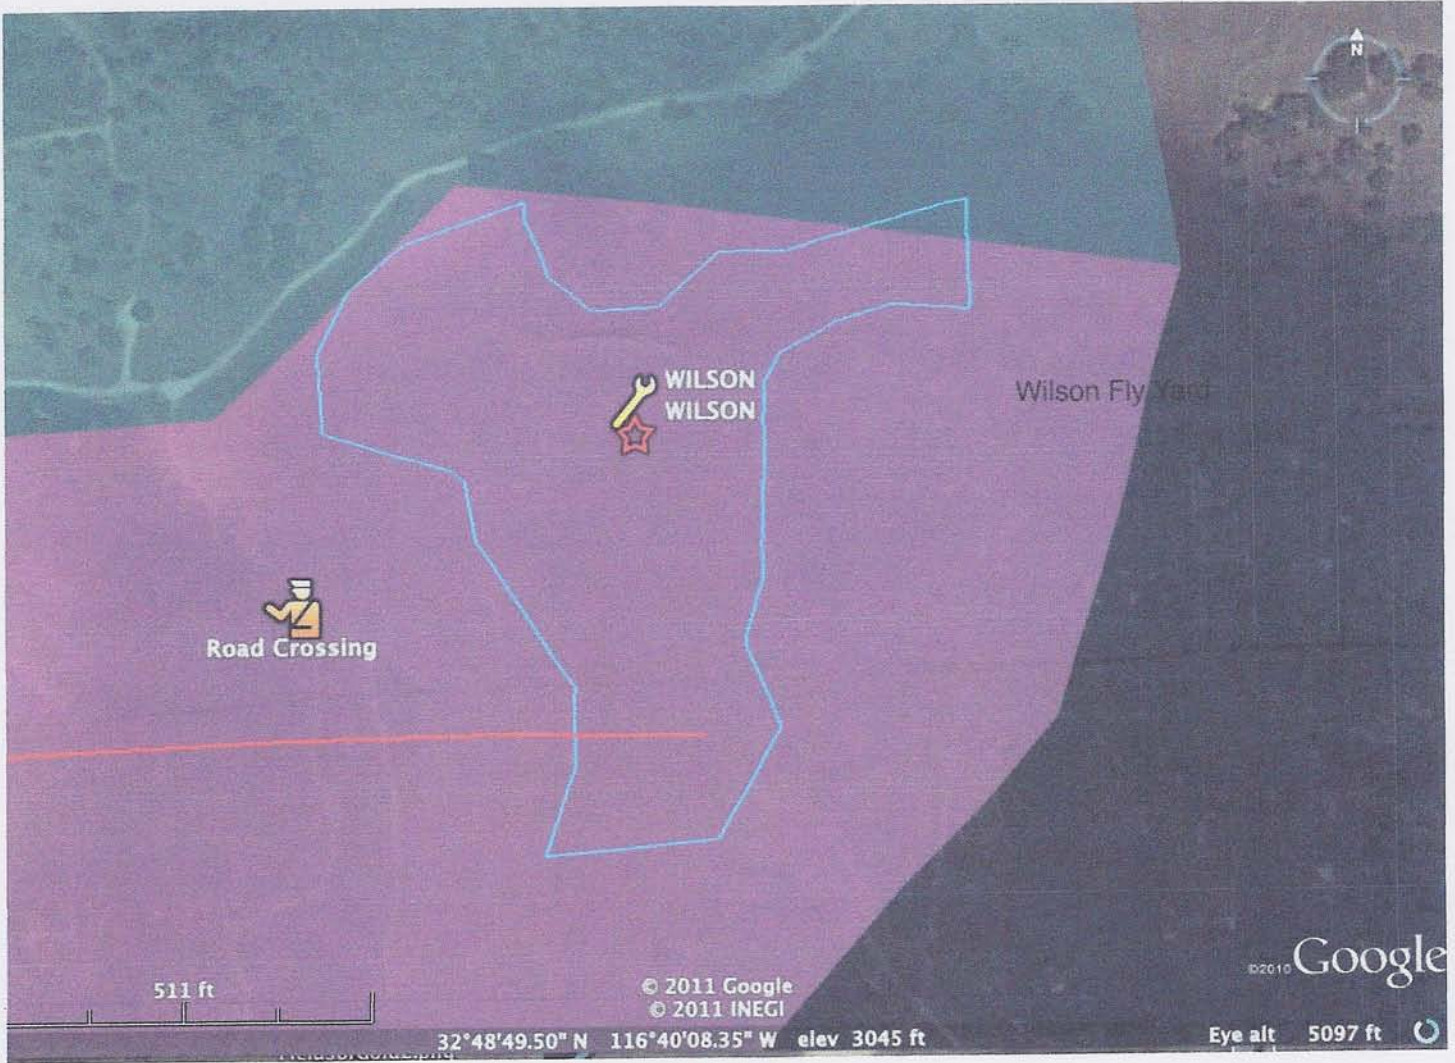 N
WILSON
WILSON
Wilson Fly Yard
Road Crossing
©2010 Google
511 ft
© 2011 Google
© 2011 INEGI
32°48'49.50" N 116°40'08.35" W elev 3045 ft
Eye alt 5097 ft